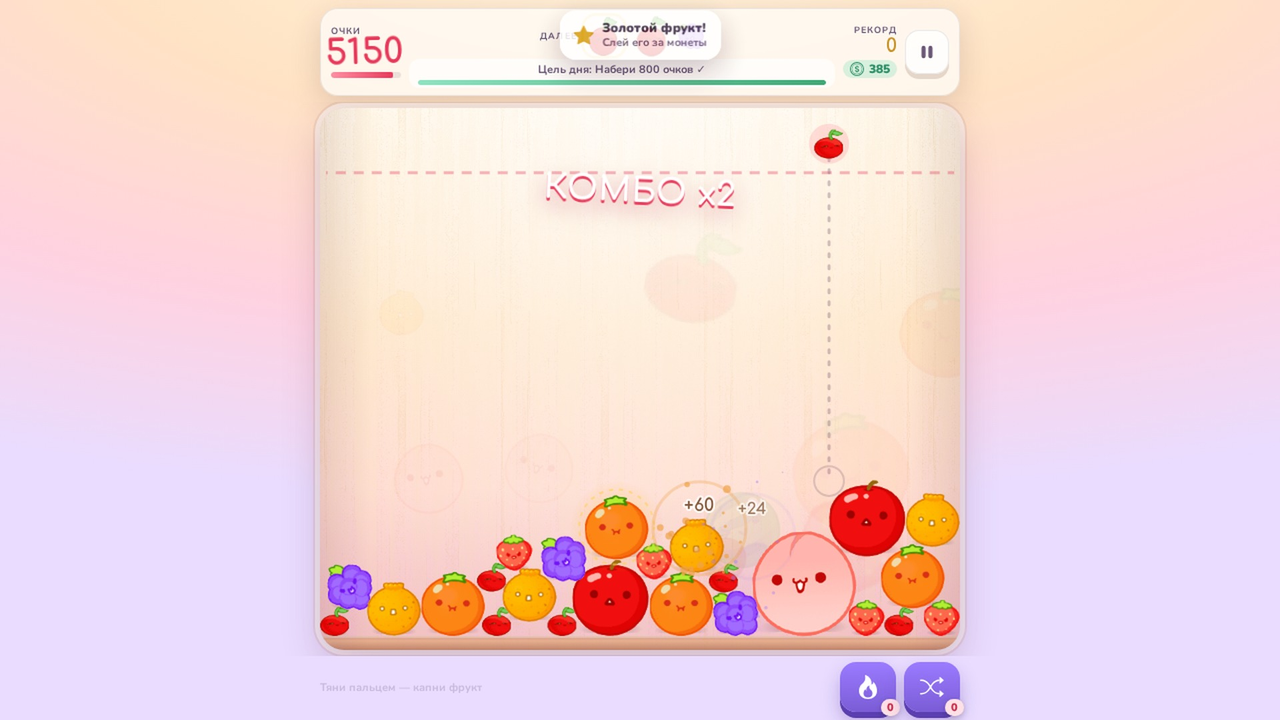 ОЧКИ
5150
Золотой фрукт!
Слей его за монеты
РЕКОРД
0
385
Цель дня: Набери 800 очков ✓
КОМБО x2
+60
+24
Тяни пальцем — капни фрукт
0
0